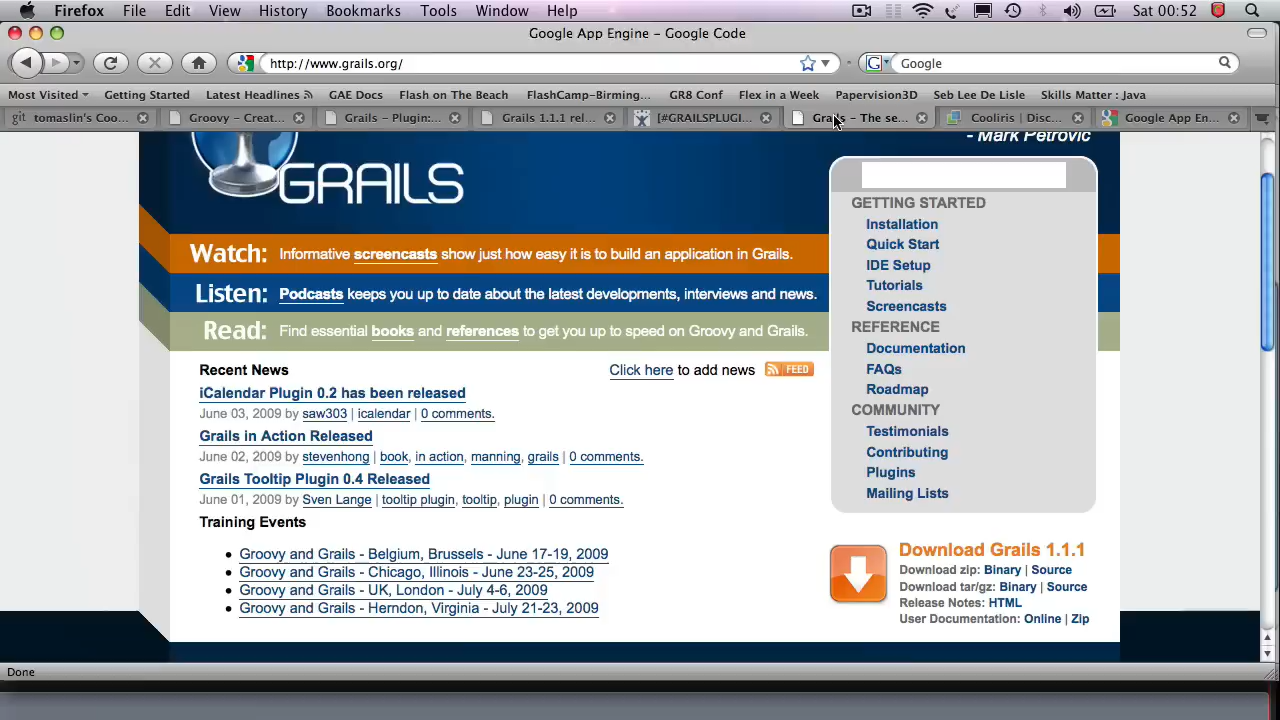 Firefox File Edit View History Bookmarks Tools Window Help Sat 00:52
Google App Engine – Google Code
http://www.grails.org/ Google
Most Visited Getting Started Latest Headlines GAE Docs Flash on The Beach FlashCamp-Birming... GR8 Conf Flex in a Week Papervision3D Seb Lee De Lisle Skills Matter : Java
git tomaslin's Coo... Groovy – Creat... Grails – Plugin:... Grails 1.1.1 rel... [#GRAILSPLUGI... Grails – The se... Cooliris | Disc... Google App En...
- Mark Petrovic
GRAILS
GETTING STARTED
Installation
Quick Start
IDE Setup
Tutorials
Screencasts
REFERENCE
Documentation
FAQs
Roadmap
COMMUNITY
Testimonials
Contributing
Plugins
Mailing Lists
Watch: Informative screencasts show just how easy it is to build an application in Grails.
Listen: Podcasts keeps you up to date about the latest developments, interviews and news.
Read: Find essential books and references to get you up to speed on Groovy and Grails.
Recent News Click here to add news FEED
iCalendar Plugin 0.2 has been released
June 03, 2009 by saw303 | icalendar | 0 comments.
Grails in Action Released
June 02, 2009 by stevenhong | book, in action, manning, grails | 0 comments.
Grails Tooltip Plugin 0.4 Released
June 01, 2009 by Sven Lange | tooltip plugin, tooltip, plugin | 0 comments.
Training Events
• Groovy and Grails - Belgium, Brussels - June 17-19, 2009
• Groovy and Grails - Chicago, Illinois - June 23-25, 2009
• Groovy and Grails - UK, London - July 4-6, 2009
• Groovy and Grails - Herndon, Virginia - July 21-23, 2009
Download Grails 1.1.1
Download zip: Binary | Source
Download tar/gz: Binary | Source
Release Notes: HTML
User Documentation: Online | Zip
Done